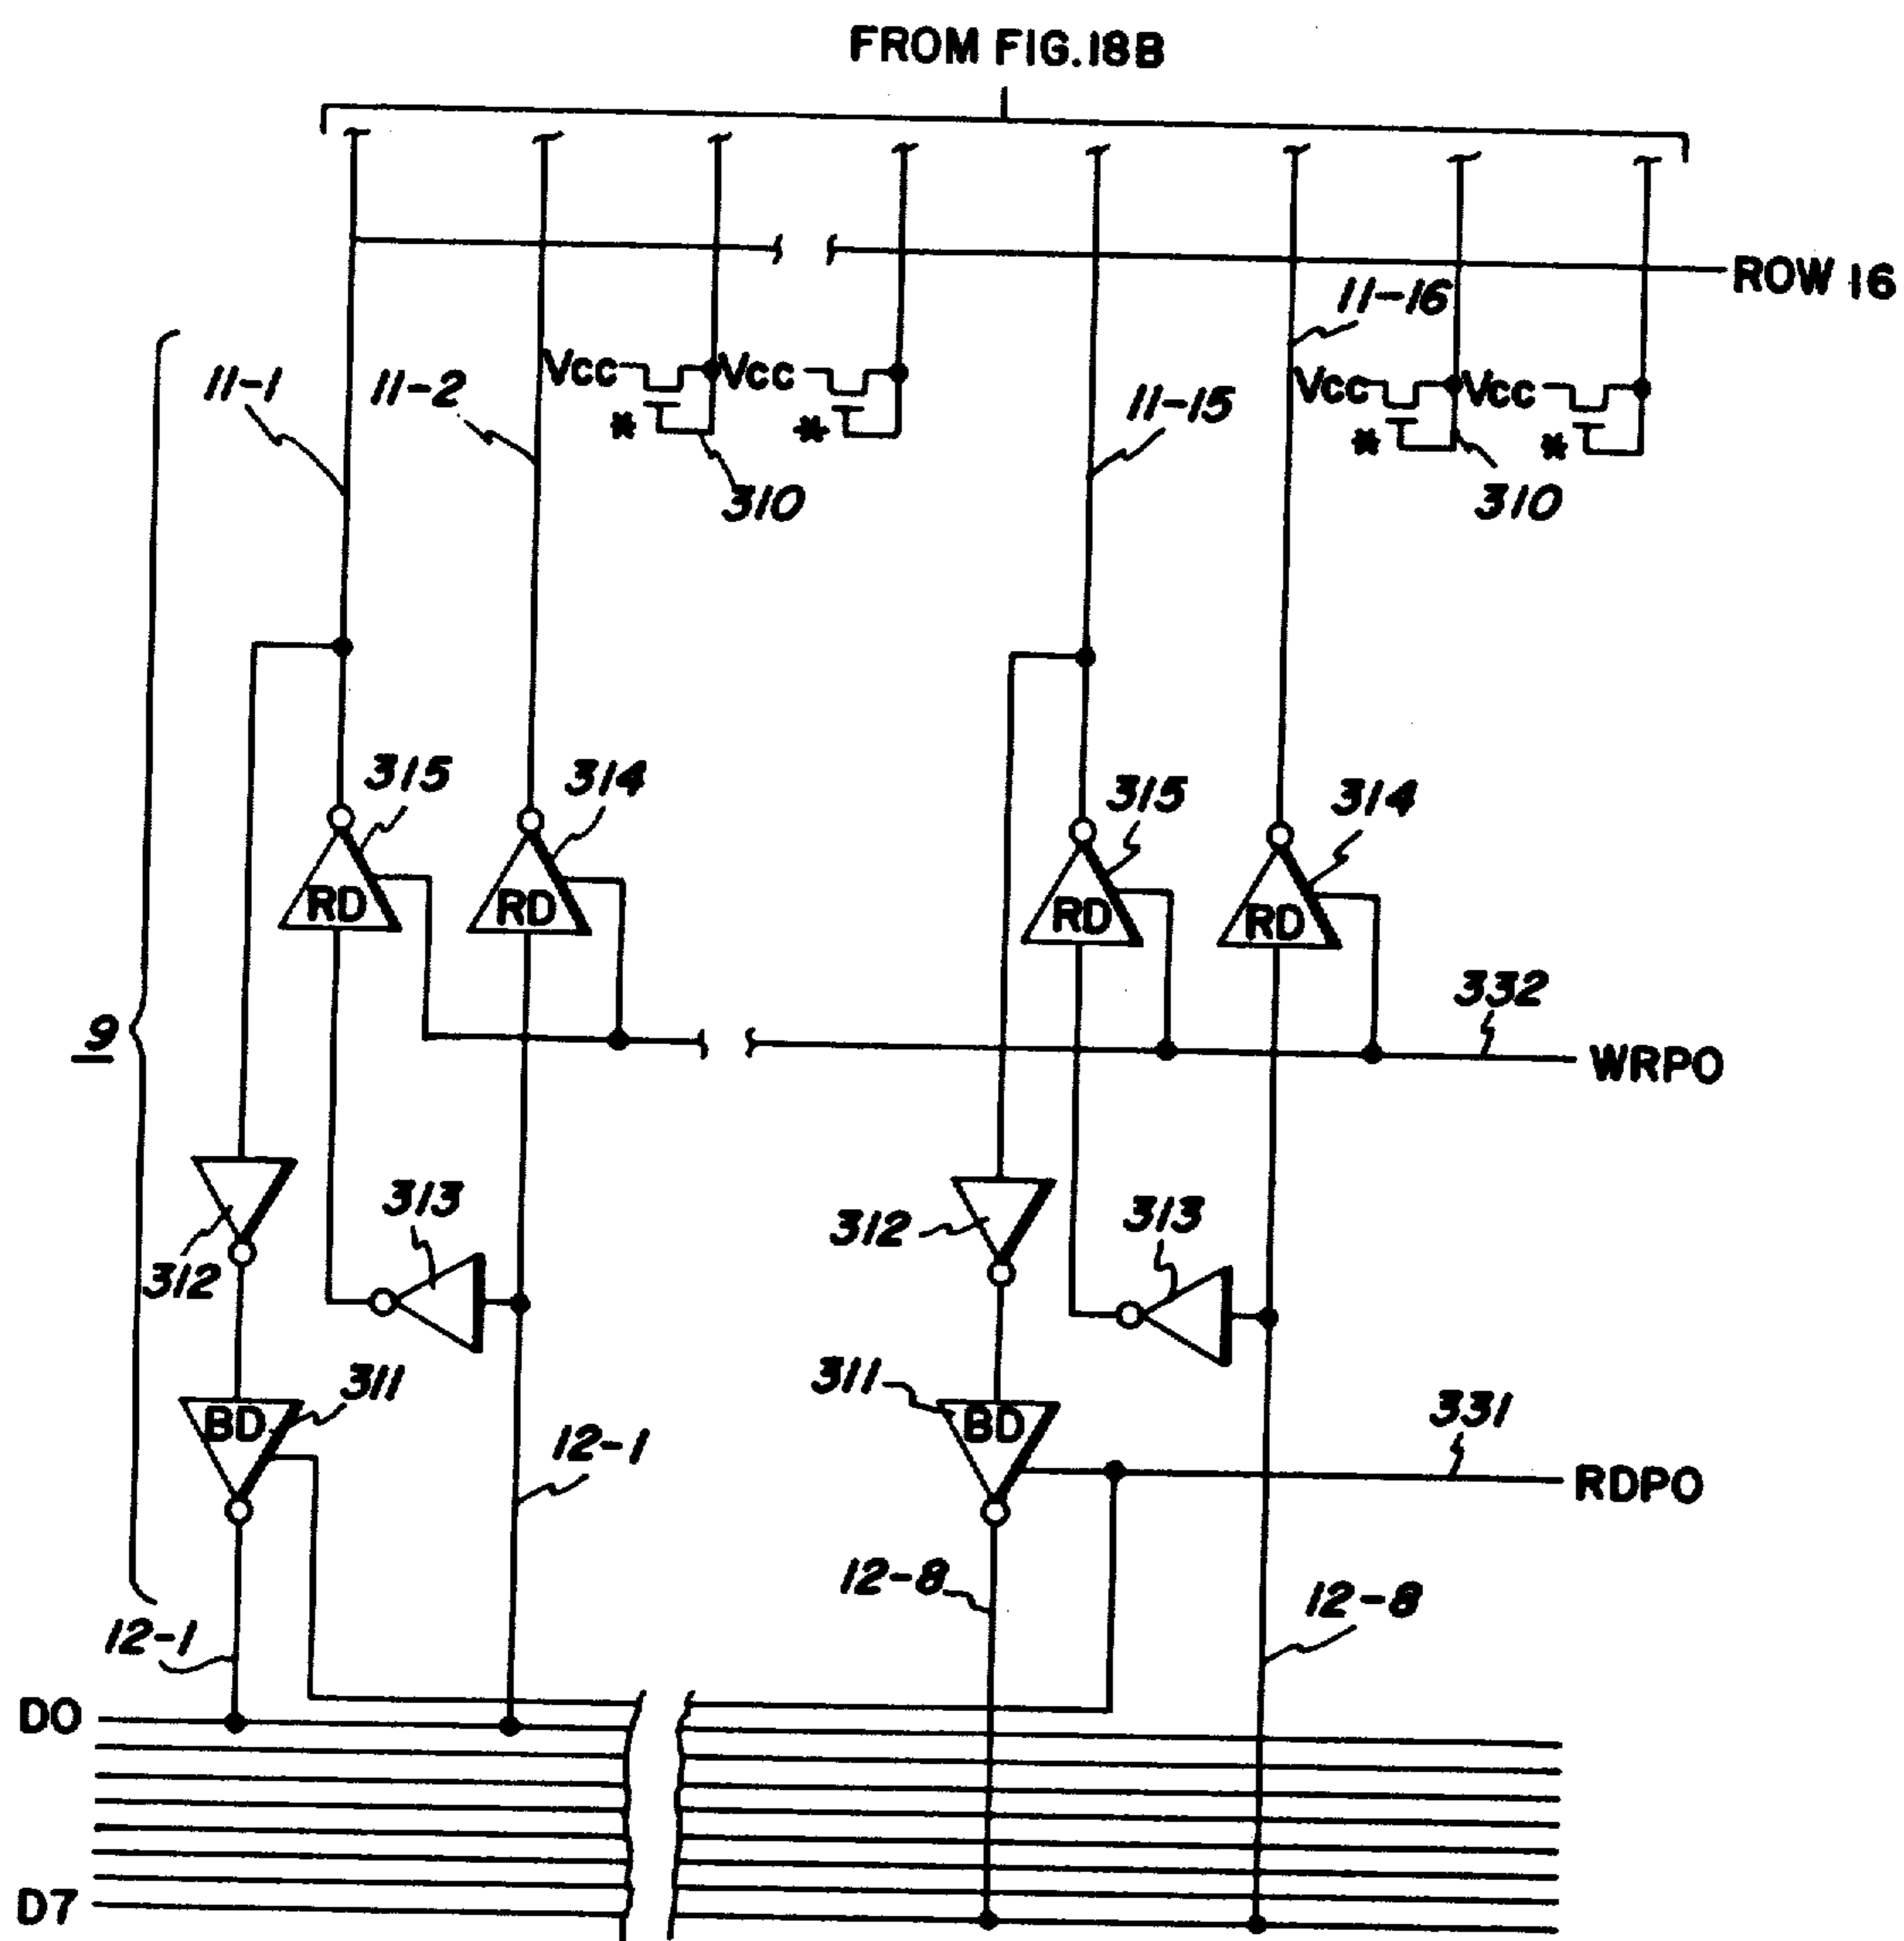 FROM FIG.18B
ROW 16
11-16
11-1
11-2
Vcc
Vcc
11-15
Vcc
Vcc
*
*
*
*
310
310
315
314
315
314
RD
RD
RD
RD
332
9
WRPO
313
313
312
312
311
311
BD
BD
12-1
331
RDPO
12-8
12-8
12-1
D0
D7